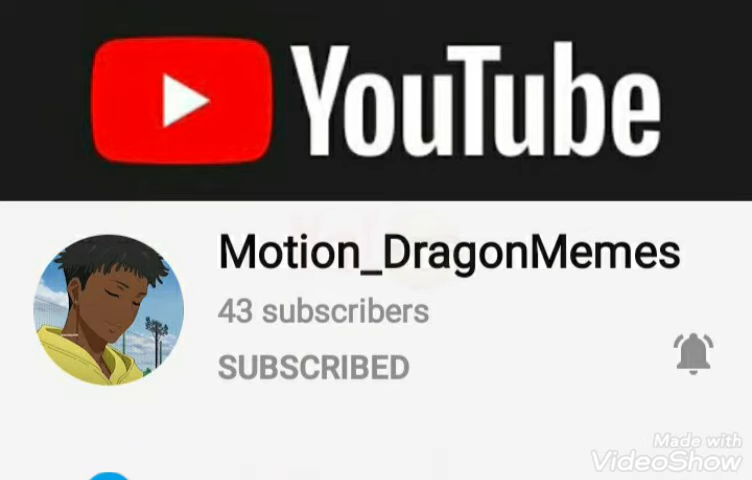 YouTube
Motion_DragonMemes
43 subscribers
SUBSCRIBED
Made with
VideoShow